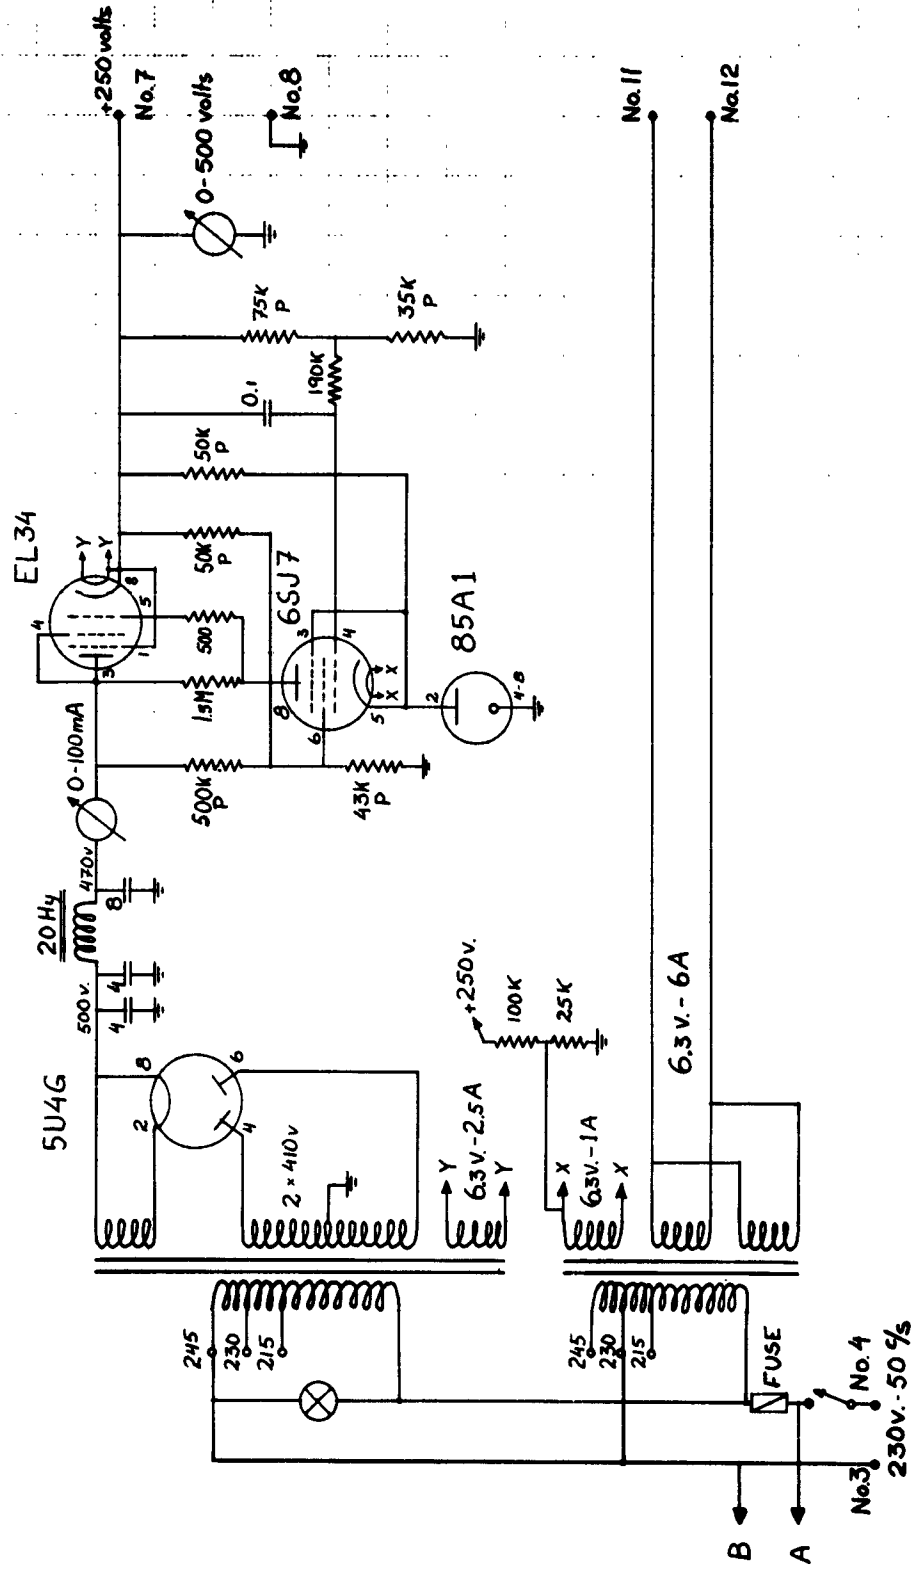 +250 volts
No.7
0-500 volts
No.8
No.11
No.12
EL34
Y
Y
4
8
5
1
3
75K
P
35K
P
190K
0.1
50K
P
50K
P
500
1.5M
500K
P
43K
P
6SJ7
3
4
8
6
5
X
X
85A1
2
4-8
0-100mA
470v
8
20Hy
500v.
4
4
5U4G
8
2
6
4
2 × 410v
Y
6.3v.-2.5A
Y
+250v.
100K
25K
X
6.3v.-1A
X
6.3v.-6A
245
230
215
245
230
215
FUSE
No.4
No.3
230v.-50 c/s
B
A